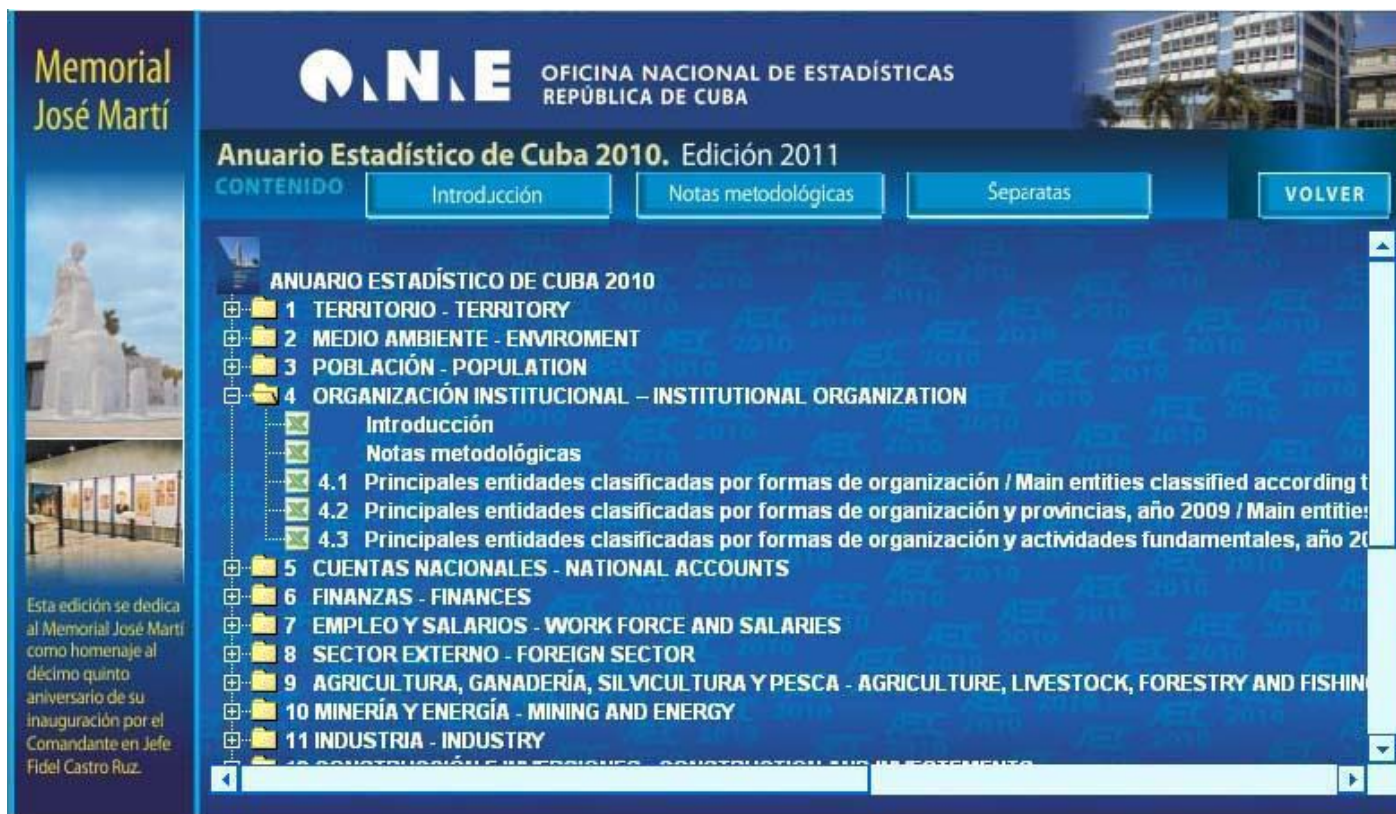 Memorial
José Martí
O.N.E
OFICINA NACIONAL DE ESTADÍSTICAS
REPÚBLICA DE CUBA
Anuario Estadístico de Cuba 2010. Edición 2011
CONTENIDO
Introducción
Notas metodológicas
Separatas
VOLVER
ANUARIO ESTADÍSTICO DE CUBA 2010
1 TERRITORIO - TERRITORY
2 MEDIO AMBIENTE - ENVIROMENT
3 POBLACIÓN - POPULATION
4 ORGANIZACIÓN INSTITUCIONAL – INSTITUTIONAL ORGANIZATION
Introducción
Notas metodológicas
4.1 Principales entidades clasificadas por formas de organización / Main entities classified according t
4.2 Principales entidades clasificadas por formas de organización y provincias, año 2009 / Main entities
4.3 Principales entidades clasificadas por formas de organización y actividades fundamentales, año 20
5 CUENTAS NACIONALES - NATIONAL ACCOUNTS
6 FINANZAS - FINANCES
7 EMPLEO Y SALARIOS - WORK FORCE AND SALARIES
8 SECTOR EXTERNO - FOREIGN SECTOR
9 AGRICULTURA, GANADERÍA, SILVICULTURA Y PESCA - AGRICULTURE, LIVESTOCK, FORESTRY AND FISHIN
10 MINERÍA Y ENERGÍA - MINING AND ENERGY
11 INDUSTRIA - INDUSTRY
Esta edición se dedica
al Memorial José Martí
como homenaje al
décimo quinto
aniversario de su
inauguración por el
Comandante en Jefe
Fidel Castro Ruz.